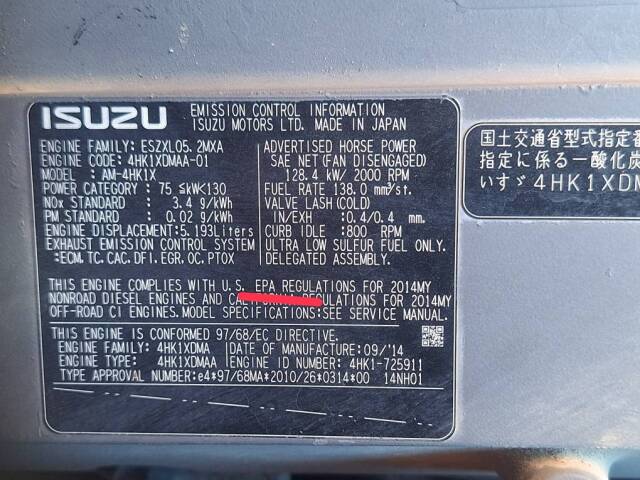 ISUZU EMISSION CONTROL INFORMATION
ISUZU MOTORS LTD. MADE IN JAPAN
ENGINE FAMILY: ESZXL05.2MXA
ENGINE CODE: 4HK1XDMAA-01
MODEL : AM-4HK1X
POWER CATEGORY : 75 ≤kW<130
NOx STANDARD : 3.4 g/kWh
PM STANDARD : 0.02 g/kWh
ENGINE DISPLACEMENT: 5.193Liters
EXHAUST EMISSION CONTROL SYSTEM
:ECM, TC, CAC, DFI, EGR, OC, PTOX
ADVERTISED HORSE POWER
SAE NET (FAN DISENGAGED)
128.4 kW/ 2000 RPM
FUEL RATE 138.0 mm³/st.
VALVE LASH(COLD)
IN/EXH :0.4/0.4 mm.
CURB IDLE :800 RPM
ULTRA LOW SULFUR FUEL ONLY.
DELEGATED ASSEMBLY.
THIS ENGINE COMPLIES WITH U.S. EPA REGULATIONS FOR 2014MY
NONROAD DIESEL ENGINES AND REGULATIONS FOR 2014MY
OFF-ROAD CI ENGINES. MODEL SPECIFICATIONS:SEE SERVICE MANUAL.
THIS ENGINE IS CONFORMED 97/68/EC DIRECTIVE.
ENGINE FAMILY: 4HK1XDMA DATE OF MANUFACTURE: 09/'14
ENGINE TYPE: 4HK1XDMAA ENGINE ID NUMBER: 4HK1-725911
TYPE APPROVAL NUMBER:e4*97/68MA*2010/26*0314*00 14NH01
国土交通省型式指定番
指定に係る一酸化炭
いすゞ 4HK1XDM